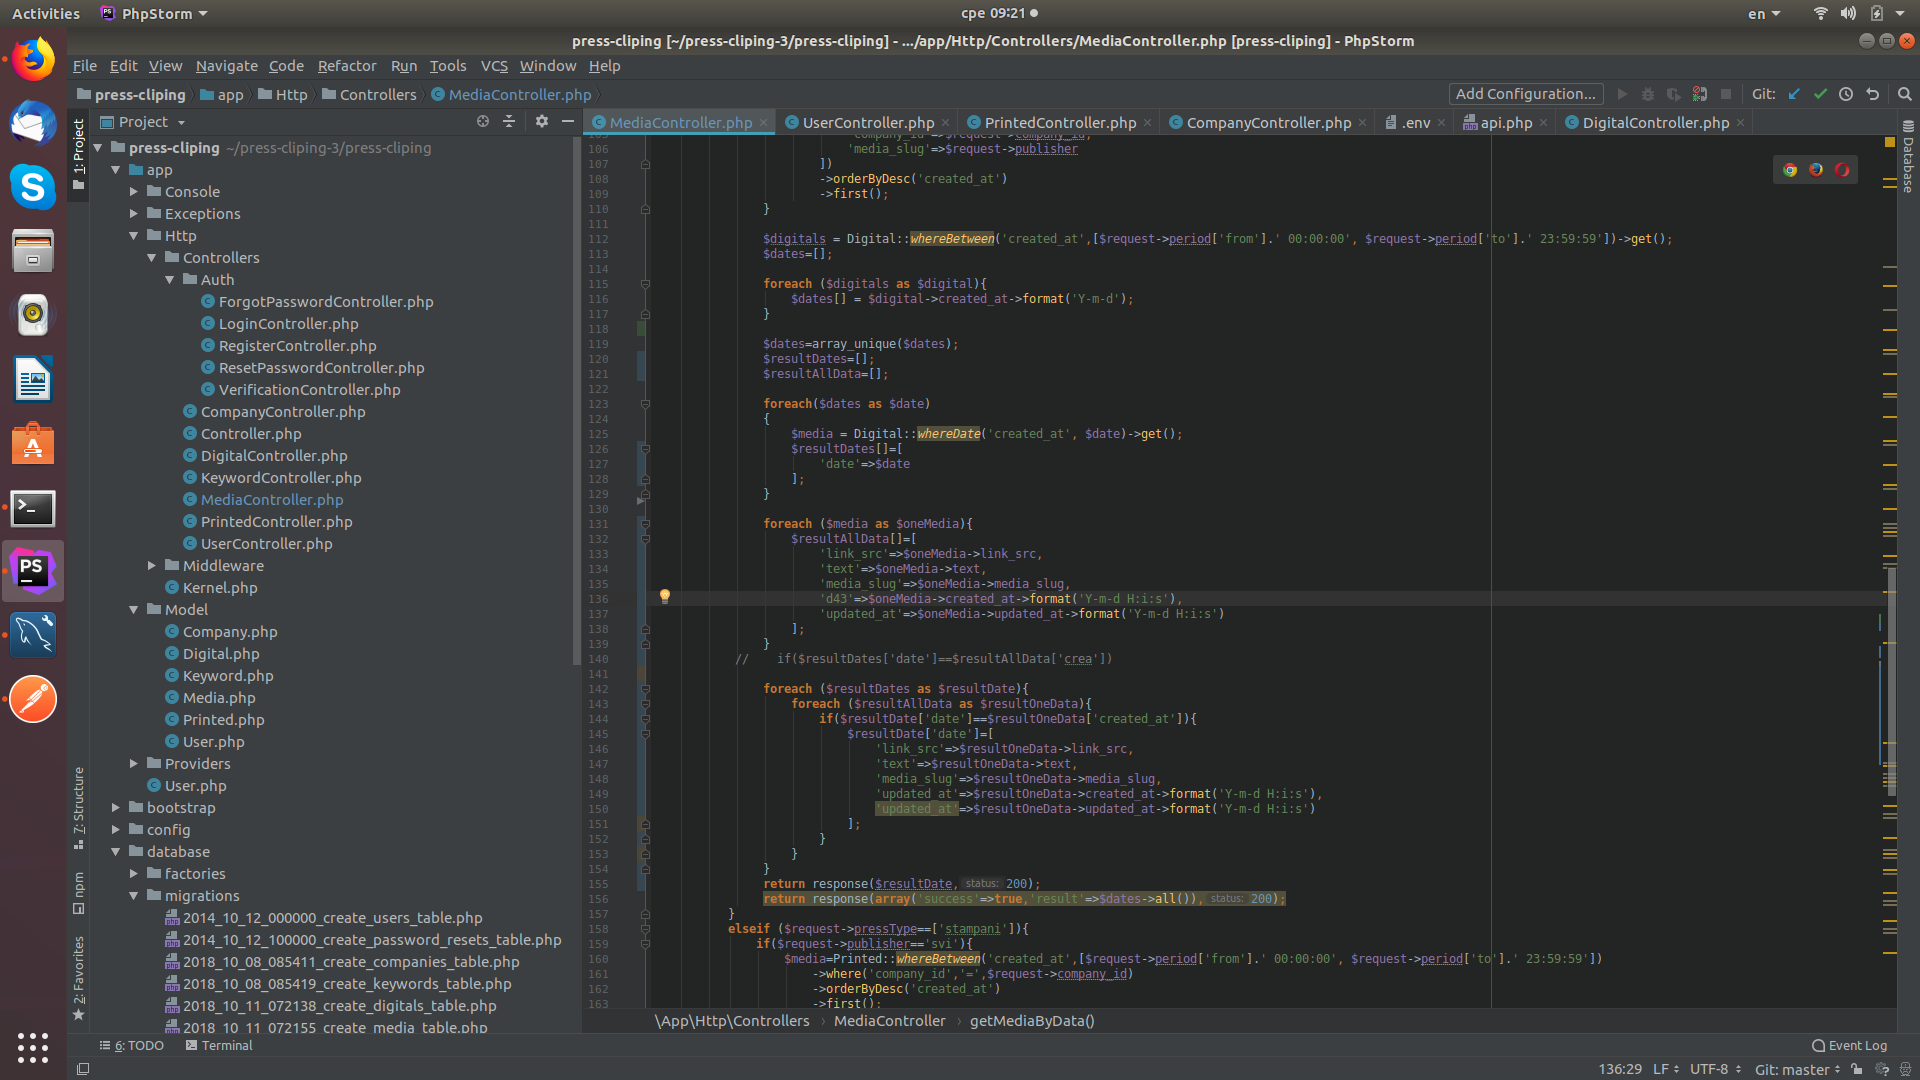 Activities PhpStorm сре 09:21 en
press-cliping [~/press-cliping-3/press-cliping] - .../app/Http/Controllers/MediaController.php [press-cliping] - PhpStorm
File Edit View Navigate Code Refactor Run Tools VCS Window Help
press-cliping app Http Controllers MediaController.php Add Configuration... Git:
Project
MediaController.php UserController.php PrintedController.php CompanyController.php .env api.php DigitalController.php
1: Project
7: Structure
npm
2: Favorites
Database
press-cliping ~/press-cliping-3/press-cliping
app
Console
Exceptions
Http
Controllers
Auth
ForgotPasswordController.php
LoginController.php
RegisterController.php
ResetPasswordController.php
VerificationController.php
CompanyController.php
Controller.php
DigitalController.php
KeywordController.php
MediaController.php
PrintedController.php
UserController.php
Middleware
Kernel.php
Model
Company.php
Digital.php
Keyword.php
Media.php
Printed.php
User.php
Providers
User.php
bootstrap
config
database
factories
migrations
2014_10_12_000000_create_users_table.php
2014_10_12_100000_create_password_resets_table.php
2018_10_08_085411_create_companies_table.php
2018_10_08_085419_create_keywords_table.php
2018_10_11_072138_create_digitals_table.php
2018_10_11_072155_create_media_table.php
105 'company_id'=>$request->company_id,
106 'media_slug'=>$request->publisher
107 ])
108 ->orderByDesc('created_at')
109 ->first();
110 }
111
112 $digitals = Digital::whereBetween('created_at',[$request->period['from'].' 00:00:00', $request->period['to'].' 23:59:59'])->get();
113 $dates=[];
114
115 foreach ($digitals as $digital){
116 $dates[] = $digital->created_at->format('Y-m-d');
117 }
118
119 $dates=array_unique($dates);
120 $resultDates=[];
121 $resultAllData=[];
122
123 foreach($dates as $date)
124 {
125 $media = Digital::whereDate('created_at', $date)->get();
126 $resultDates[]=[
127 'date'=>$date
128 ];
129 }
130
131 foreach ($media as $oneMedia){
132 $resultAllData[]=[
133 'link_src'=>$oneMedia->link_src,
134 'text'=>$oneMedia->text,
135 'media_slug'=>$oneMedia->media_slug,
136 'd43'=>$oneMedia->created_at->format('Y-m-d H:i:s'),
137 'updated_at'=>$oneMedia->updated_at->format('Y-m-d H:i:s')
138 ];
139 }
140 // if($resultDates['date']==$resultAllData['crea'])
141
142 foreach ($resultDates as $resultDate){
143 foreach ($resultAllData as $resultOneData){
144 if($resultDate['date']==$resultOneData['created_at']){
145 $resultDate['date']=[
146 'link_src'=>$resultOneData->link_src,
147 'text'=>$resultOneData->text,
148 'media_slug'=>$resultOneData->media_slug,
149 'updated_at'=>$resultOneData->created_at->format('Y-m-d H:i:s'),
150 'updated_at'=>$resultOneData->updated_at->format('Y-m-d H:i:s')
151 ];
152 }
153 }
154 }
155 return response($resultDate, status: 200);
156 return response(array('success'=>true,'result'=>$dates->all()), status: 200);
157 }
158 elseif ($request->pressType==['stampani']){
159 if($request->publisher=='svi'){
160 $media=Printed::whereBetween('created_at',[$request->period['from'].' 00:00:00', $request->period['to'].' 23:59:59'])
161 ->where('company_id','=',$request->company_id)
162 ->orderByDesc('created_at')
163 ->first();
\App\Http\Controllers › MediaController › getMediaByData()
6: TODO Terminal Event Log
136:29 LF UTF-8 Git: master